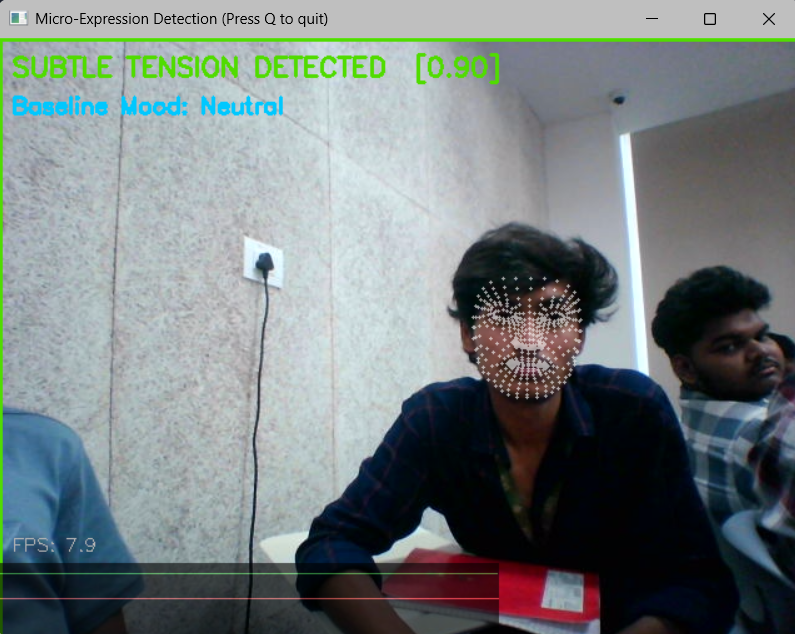 Micro-Expression Detection (Press Q to quit)
SUBTLE TENSION DETECTED [0.90]
Baseline Mood: Neutral
FPS: 7.9